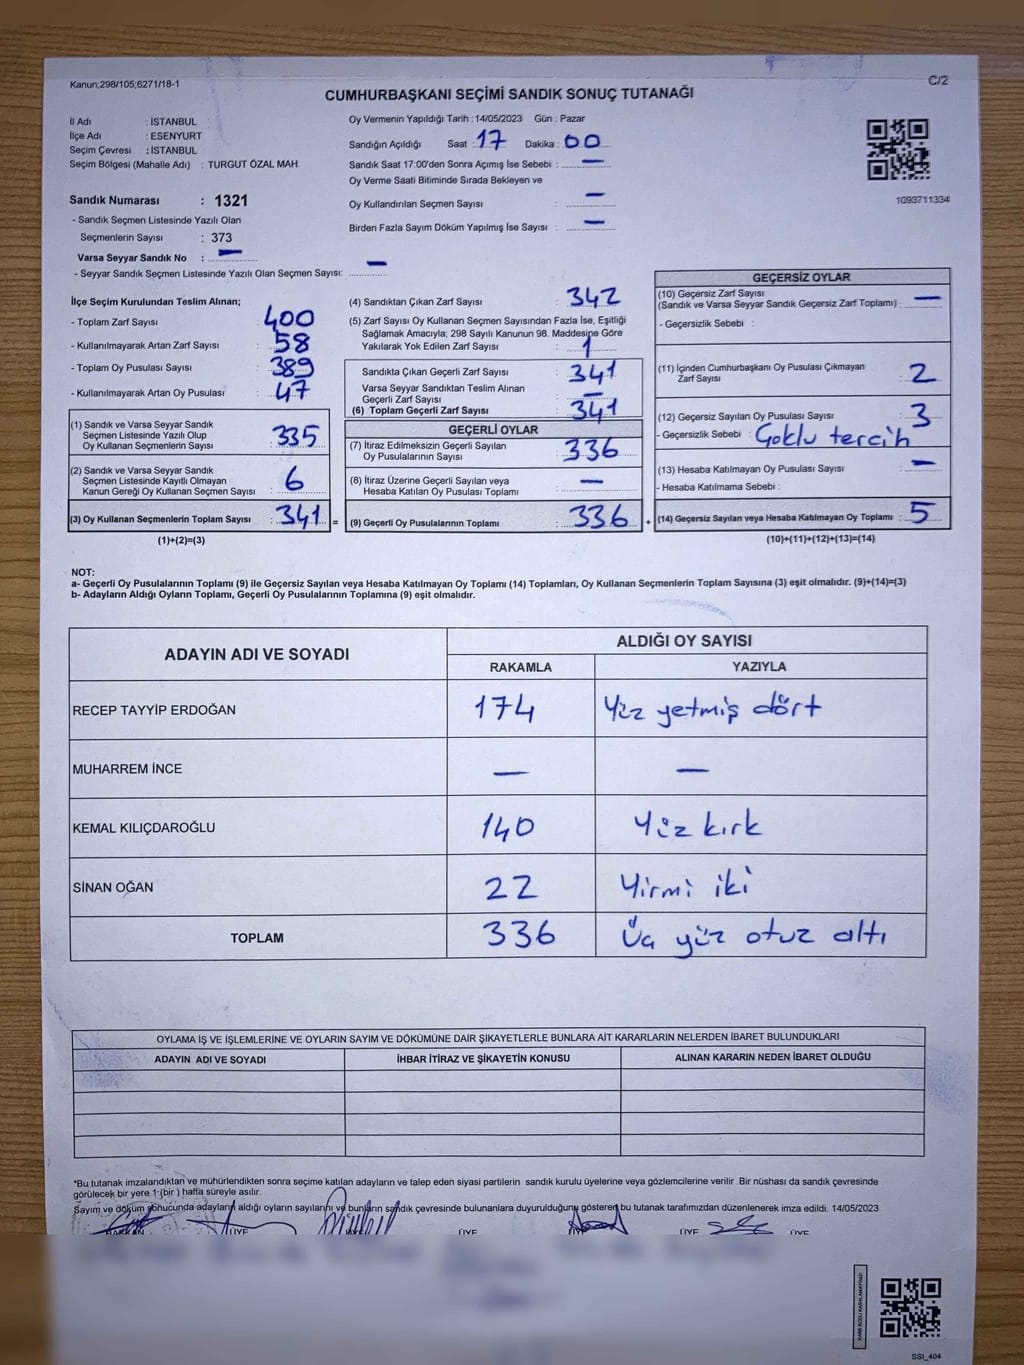 Kanun;298/105;6271/18-1
C/2
CUMHURBAŞKANI SEÇİMİ SANDIK SONUÇ TUTANAĞI
İl Adı : İSTANBUL
İlçe Adı : ESENYURT
Seçim Çevresi : İSTANBUL
Seçim Bölgesi (Mahalle Adı) : TURGUT ÖZAL MAH.
Sandık Numarası : 1321
- Sandık Seçmen Listesinde Yazılı Olan
Seçmenlerin Sayısı : 373
Varsa Seyyar Sandık No : —
- Seyyar Sandık Seçmen Listesinde Yazılı Olan Seçmen Sayısı: —
Oy Vermenin Yapıldığı Tarih : 14/05/2023 Gün : Pazar
Sandığın Açıldığı Saat : 17 Dakika : 00
Sandık Saat 17:00'den Sonra Açımış İse Sebebi : —
Oy Verme Saati Bitiminde Sırada Bekleyen ve
Oy Kullandırılan Seçmen Sayısı : —
Birden Fazla Sayım Döküm Yapılmış İse Sayısı : —
1093711334
İlçe Seçim Kurulundan Teslim Alınan;
- Toplam Zarf Sayısı : 400
- Kullanılmayarak Artan Zarf Sayısı : 58
- Toplam Oy Pusulası Sayısı : 389
- Kullanılmayarak Artan Oy Pusulası : 47
(1) Sandık ve Varsa Seyyar Sandık
Seçmen Listesinde Yazılı Olup
Oy Kullanan Seçmenlerin Sayısı : 335
(2) Sandık ve Varsa Seyyar Sandık
Seçmen Listesinde Kayıtlı Olmayan
Kanun Gereği Oy Kullanan Seçmen Sayısı : 6
(3) Oy Kullanan Seçmenlerin Toplam Sayısı : 341 =
(1)+(2)=(3)
(4) Sandıktan Çıkan Zarf Sayısı : 342
(5) Zarf Sayısı Oy Kullanan Seçmen Sayısından Fazla İse, Eşitliği
Sağlamak Amacıyla; 298 Sayılı Kanunun 98. Maddesine Göre
Yakılarak Yok Edilen Zarf Sayısı : 1
Sandıkta Çıkan Geçerli Zarf Sayısı : 341
Varsa Seyyar Sandıktan Teslim Alınan
Geçerli Zarf Sayısı : —
(6) Toplam Geçerli Zarf Sayısı : 341
GEÇERLİ OYLAR
(7) İtiraz Edilmeksizin Geçerli Sayılan
Oy Pusulalarının Sayısı : 336
(8) İtiraz Üzerine Geçerli Sayılan veya
Hesaba Katılan Oy Pusulası Toplamı : —
(9) Geçerli Oy Pusulalarının Toplamı : 336 +
GEÇERSİZ OYLAR
(10) Geçersiz Zarf Sayısı
(Sandık ve Varsa Seyyar Sandık Geçersiz Zarf Toplamı) : —
- Geçersizlik Sebebi :
(11) İçinden Cumhurbaşkanı Oy Pusulası Çıkmayan
Zarf Sayısı : 2
(12) Geçersiz Sayılan Oy Pusulası Sayısı : 3
- Geçersizlik Sebebi : Çoklu tercih
(13) Hesaba Katılmayan Oy Pusulası Sayısı : —
- Hesaba Katılmama Sebebi :
(14) Geçersiz Sayılan veya Hesaba Katılmayan Oy Toplamı : 5
(10)+(11)+(12)+(13)=(14)
NOT:
a- Geçerli Oy Pusulalarının Toplamı (9) ile Geçersiz Sayılan veya Hesaba Katılmayan Oy Toplamı (14) Toplamları, Oy Kullanan Seçmenlerin Toplam Sayısına (3) eşit olmalıdır. (9)+(14)=(3)
b- Adayların Aldığı Oyların Toplamı, Geçerli Oy Pusulalarının Toplamına (9) eşit olmalıdır.
ADAYIN ADI VE SOYADI ALDIĞI OY SAYISI
RAKAMLA YAZIYLA
RECEP TAYYİP ERDOĞAN 174 Yüz yetmiş dört
MUHARREM İNCE — —
KEMAL KILIÇDAROĞLU 140 Yüz kırk
SİNAN OĞAN 22 Yirmi iki
TOPLAM 336 Üç yüz otuz altı
OYLAMA İŞ VE İŞLEMLERİNE VE OYLARIN SAYIM VE DÖKÜMÜNE DAİR ŞİKAYETLERLE BUNLARA AİT KARARLARIN NELERDEN İBARET BULUNDUKLARI
ADAYIN ADI VE SOYADI İHBAR İTİRAZ VE ŞİKAYETİN KONUSU ALINAN KARARIN NEDEN İBARET OLDUĞU
*Bu tutanak imzalandıktan ve mühürlendikten sonra seçime katılan adayların ve talep eden siyasi partilerin sandık kurulu üyelerine veya gözlemcilerine verilir .Bir nüshası da sandık çevresinde
görülecek bir yere 1 (bir ) hafta süreyle asılır.
Sayım ve döküm sonucunda adayların aldığı oyların sayılarını ve bunların sandık çevresinde bulunanlara duyurulduğunu gösteren bu tutanak tarafımızdan düzenlenerek imza edildi. 14/05/2023
BAŞKAN ÜYE ÜYE ÜYE ÜYE
KARE KODU KARALAMAYINIZ!
SSI_404